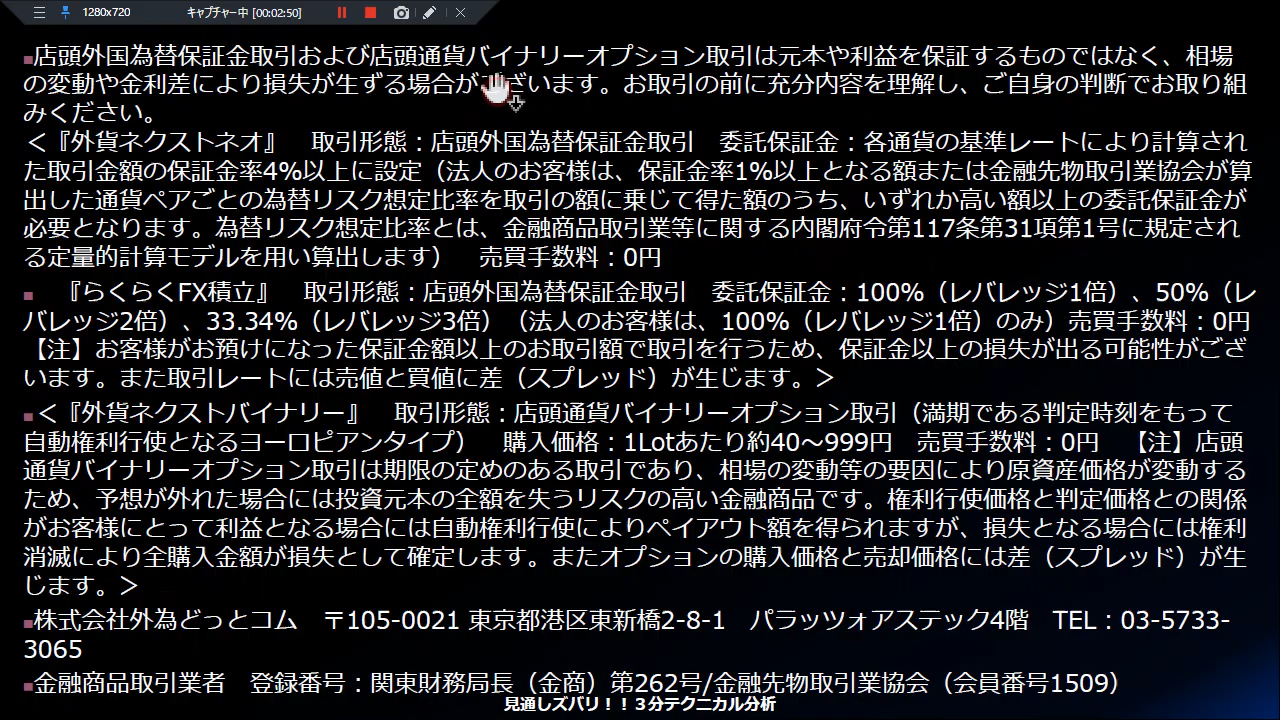 1280x720 キャプチャー中 [00:02:50]
■店頭外国為替保証金取引および店頭通貨バイナリーオプション取引は元本や利益を保証するものではなく、相場
の変動や金利差により損失が生ずる場合がございます。お取引の前に充分内容を理解し、ご自身の判断でお取り組
みください。
＜『外貨ネクストネオ』　取引形態：店頭外国為替保証金取引　委託保証金：各通貨の基準レートにより計算され
た取引金額の保証金率4%以上に設定（法人のお客様は、保証金率1%以上となる額または金融先物取引業協会が算
出した通貨ペアごとの為替リスク想定比率を取引の額に乗じて得た額のうち、いずれか高い額以上の委託保証金が
必要となります。為替リスク想定比率とは、金融商品取引業等に関する内閣府令第117条第31項第1号に規定され
る定量的計算モデルを用い算出します）　売買手数料：0円
■　『らくらくFX積立』　取引形態：店頭外国為替保証金取引　委託保証金：100%（レバレッジ1倍）、50%（レ
バレッジ2倍）、33.34%（レバレッジ3倍）（法人のお客様は、100%（レバレッジ1倍）のみ）売買手数料：0円
【注】お客様がお預けになった保証金額以上のお取引額で取引を行うため、保証金以上の損失が出る可能性がござ
います。また取引レートには売値と買値に差（スプレッド）が生じます。＞
■＜『外貨ネクストバイナリー』　取引形態：店頭通貨バイナリーオプション取引（満期である判定時刻をもって
自動権利行使となるヨーロピアンタイプ）　購入価格：1Lotあたり約40～999円　売買手数料：0円　【注】店頭
通貨バイナリーオプション取引は期限の定めのある取引であり、相場の変動等の要因により原資産価格が変動する
ため、予想が外れた場合には投資元本の全額を失うリスクの高い金融商品です。権利行使価格と判定価格との関係
がお客様にとって利益となる場合には自動権利行使によりペイアウト額を得られますが、損失となる場合には権利
消滅により全購入金額が損失として確定します。またオプションの購入価格と売却価格には差（スプレッド）が生
じます。＞
■株式会社外為どっとコム　〒105-0021 東京都港区東新橋2-8-1　パラッツォアステック4階　TEL：03-5733-
3065
■金融商品取引業者　登録番号：関東財務局長（金商）第262号/金融先物取引業協会（会員番号1509）
見通しズバリ！！３分テクニカル分析